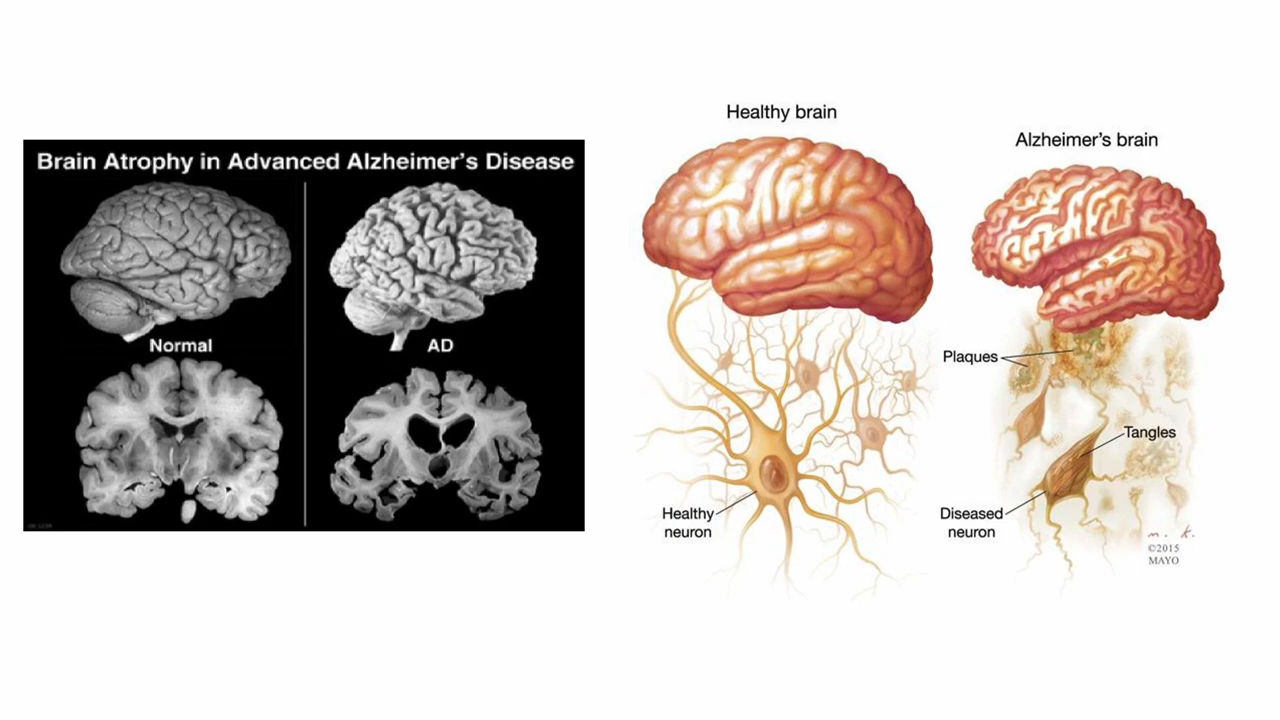 Brain Atrophy in Advanced Alzheimer's Disease
Normal
AD
Healthy brain
Alzheimer's brain
Plaques
Tangles
Healthy
neuron
Diseased
neuron
m. k.
©2015
MAYO